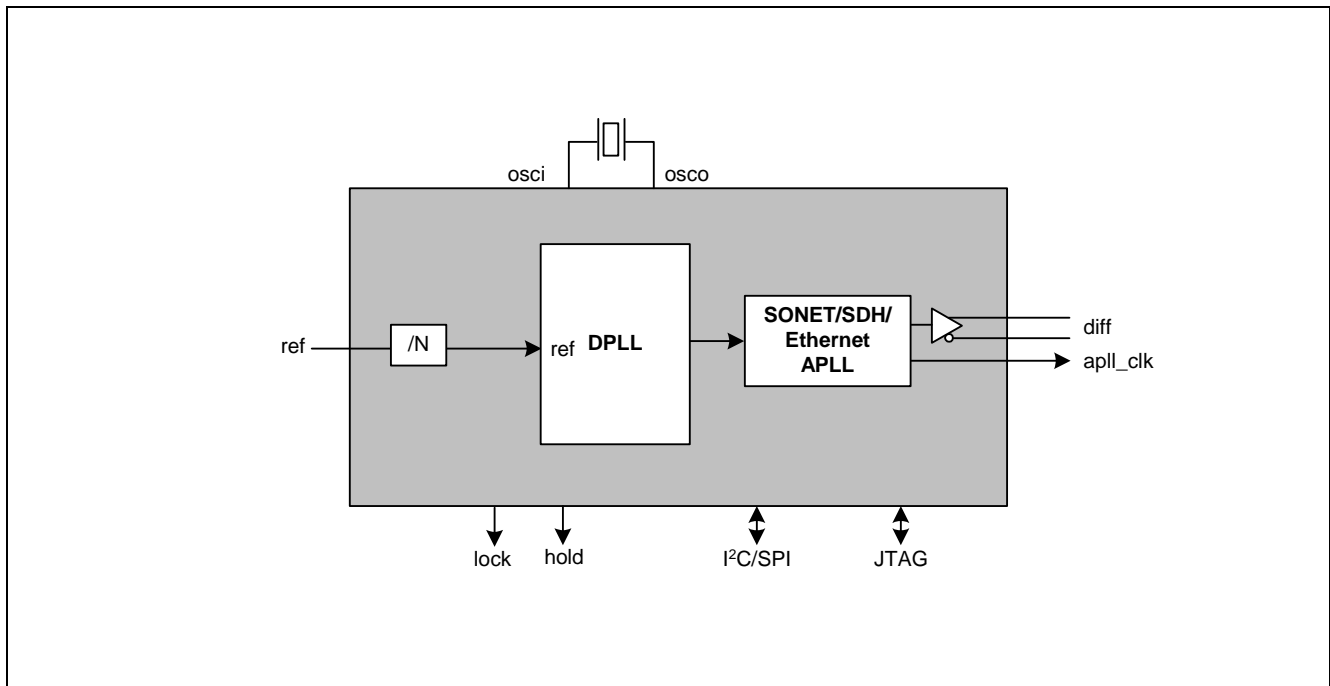 osci
osco
ref
/N
ref
DPLL
SONET/SDH/
Ethernet
APLL
diff
apll_clk
lock
hold
I²C/SPI
JTAG